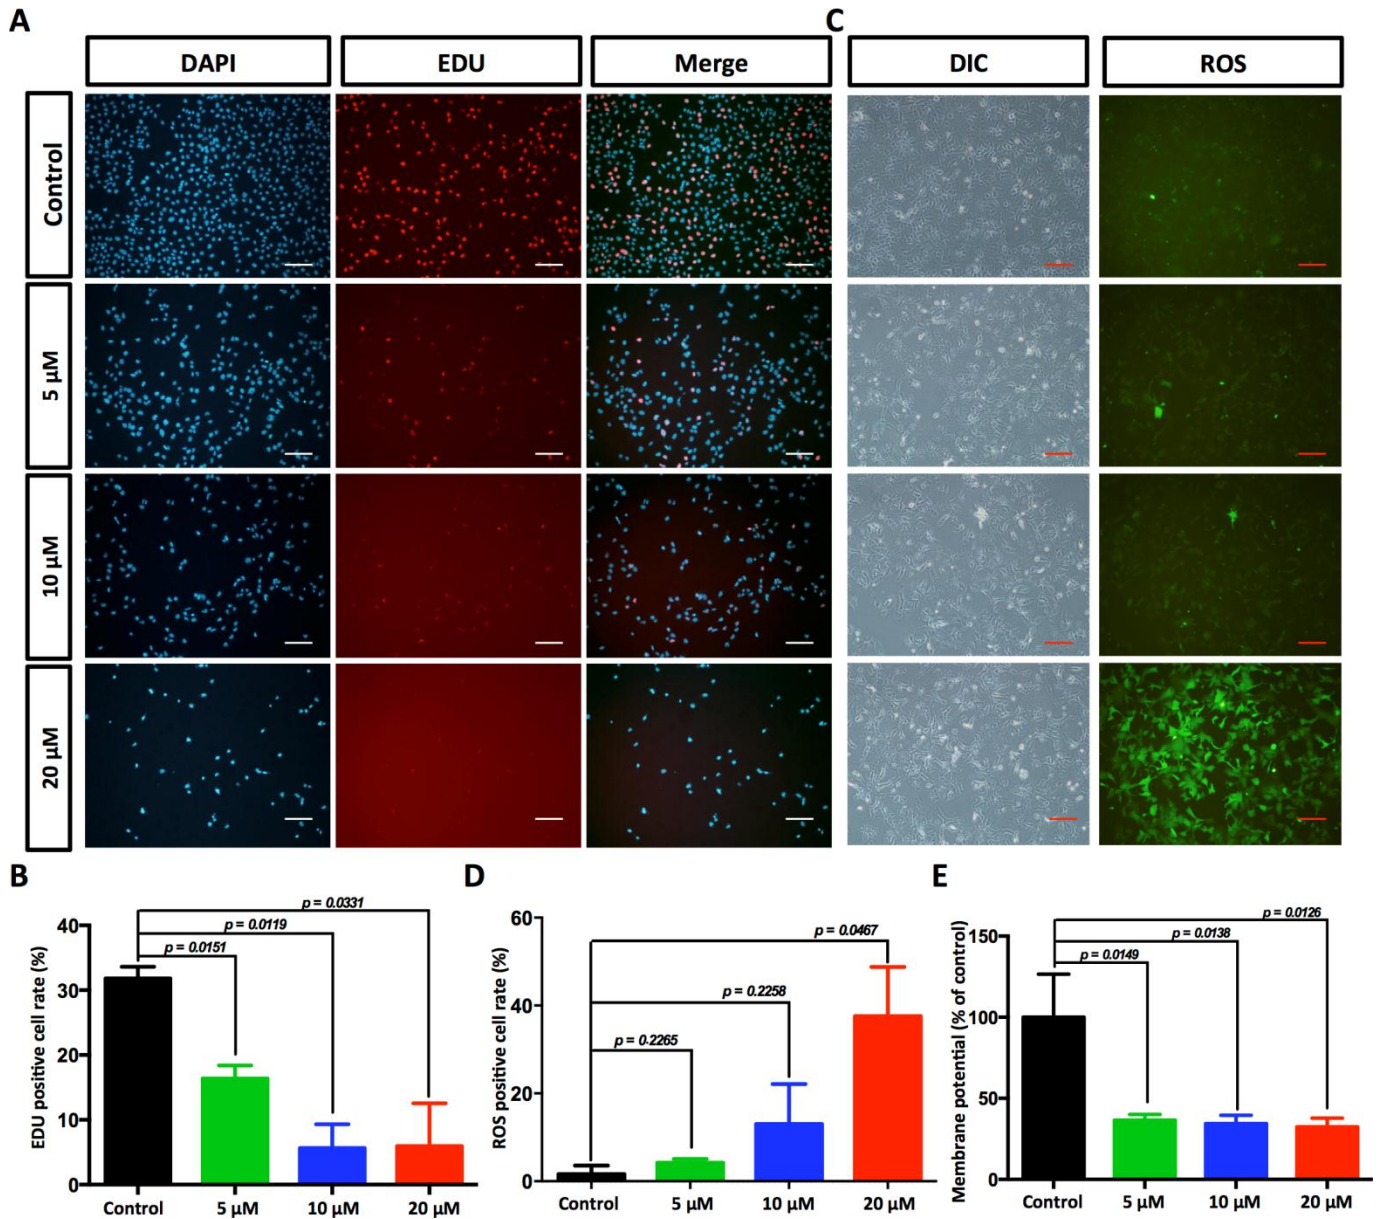 A
C
DAPI
EDU
Merge
DIC
ROS
Control
5 μM
10 μM
20 μM
B
D
E
EDU positive cell rate (%)
40
30
20
10
0
p = 0.0331
p = 0.0119
p = 0.0151
Control
5 μM
10 μM
20 μM
ROS positive cell rate (%)
60
40
20
0
p = 0.0467
p = 0.2258
p = 0.2265
Control
5 μM
10 μM
20 μM
Membrane potential (% of control)
150
100
50
0
p = 0.0126
p = 0.0138
p = 0.0149
Control
5 μM
10 μM
20 μM